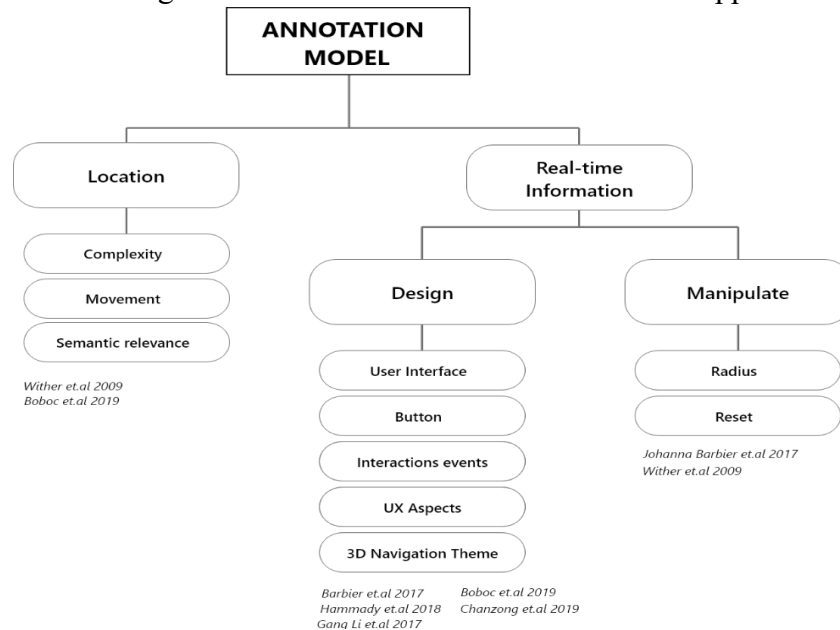 ANNOTATION
MODEL
Location
Real-time
Information
Complexity
Movement
Semantic relevance
Wither et.al 2009
Boboc et.al 2019
Design
Manipulate
User Interface
Button
Interactions events
UX Aspects
3D Navigation Theme
Barbier et.al 2017 Boboc et.al 2019
Hammady et.al 2018 Chanzong et.al 2019
Gang Li et.al 2017
Radius
Reset
Johanna Barbier et.al 2017
Wither et.al 2009